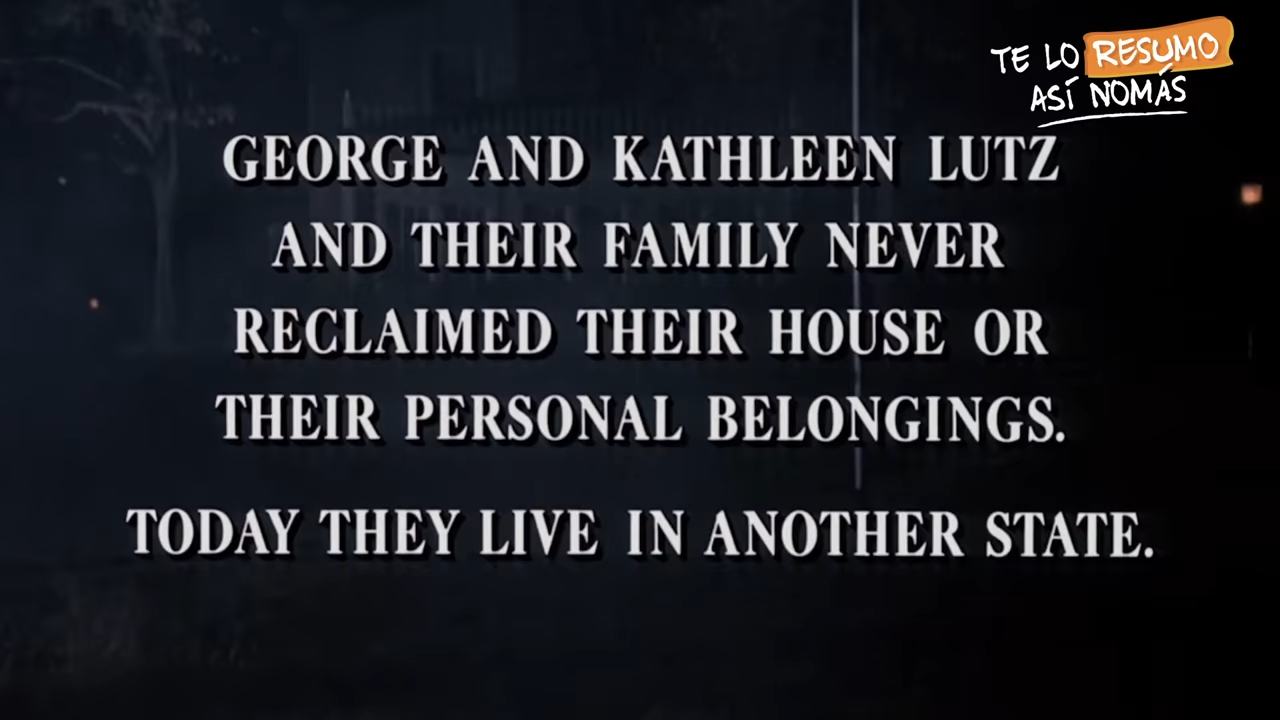 TE LO RESUMO
ASÍ NOMÁS
GEORGE AND KATHLEEN LUTZ
AND THEIR FAMILY NEVER
RECLAIMED THEIR HOUSE OR
THEIR PERSONAL BELONGINGS.
TODAY THEY LIVE IN ANOTHER STATE.